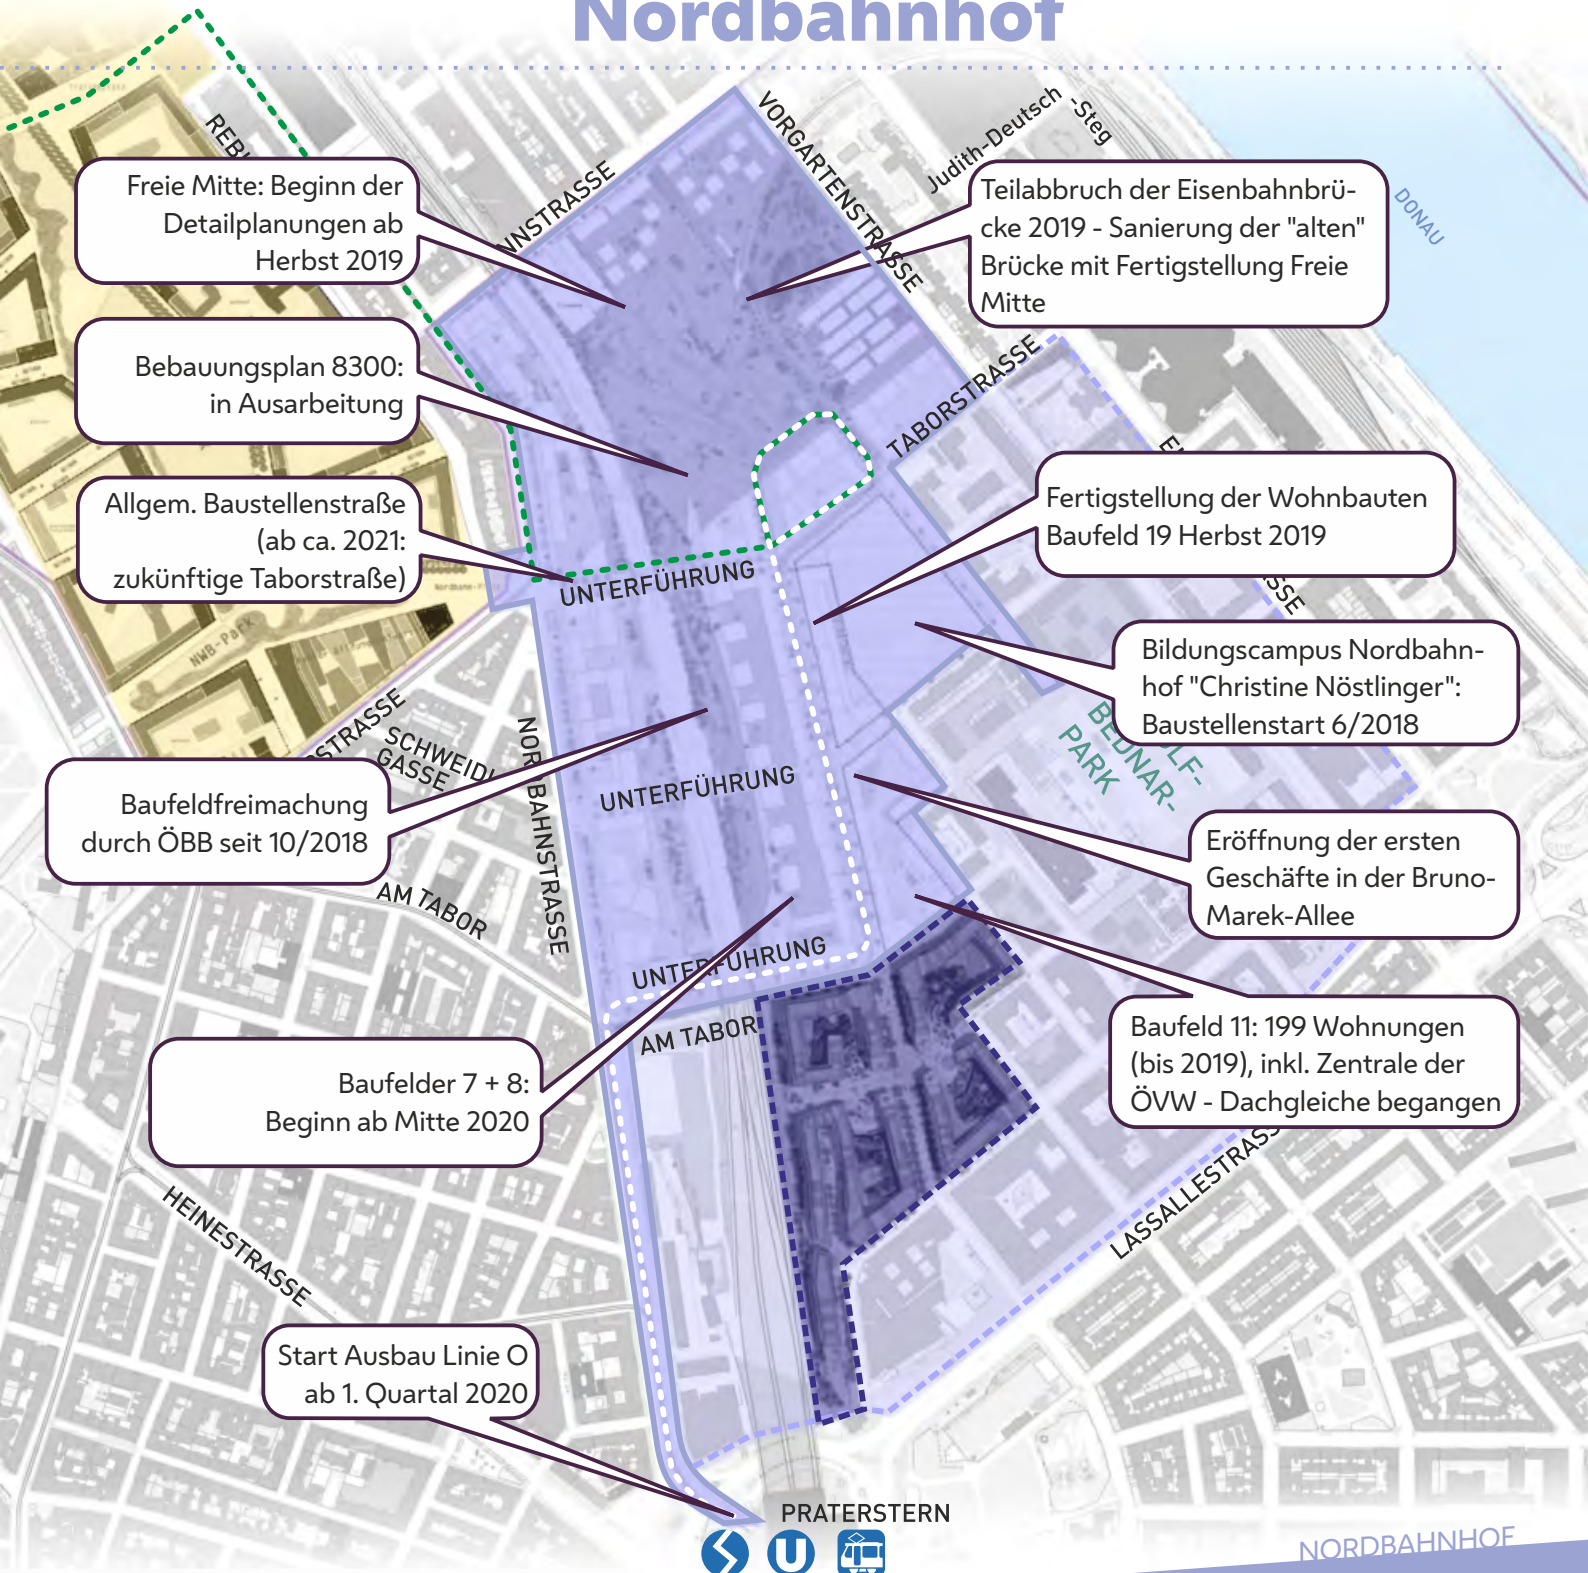 Nordbahnhof
Judith-Deutsch
-Steg
VORGARTENSTRASSE
DONAU
Freie Mitte: Beginn der
Detailplanungen ab
Herbst 2019
Teilabbruch der Eisenbahnbrü-
cke 2019 - Sanierung der "alten"
Brücke mit Fertigstellung Freie
Mitte
Bebauungsplan 8300:
in Ausarbeitung
TABORSTRASSE
Allgem. Baustellenstraße
(ab ca. 2021:
zukünftige Taborstraße)
Fertigstellung der Wohnbauten
Baufeld 19 Herbst 2019
UNTERFÜHRUNG
NWB-Park
Bildungscampus Nordbahn-
hof "Christine Nöstlinger":
Baustellenstart 6/2018
BEDNAR-
PARK
UNTERFÜHRUNG
NORDBAHNSTRASSE
GASSE
Baufeldfreimachung
durch ÖBB seit 10/2018
Eröffnung der ersten
Geschäfte in der Bruno-
Marek-Allee
AM TABOR
UNTERFÜHRUNG
AM TABOR
Baufeld 11: 199 Wohnungen
(bis 2019), inkl. Zentrale der
ÖVW - Dachgleiche begangen
Baufelder 7 + 8:
Beginn ab Mitte 2020
HEINESTRASSE
LASSALLESTRASSE
Start Ausbau Linie O
ab 1. Quartal 2020
PRATERSTERN
S U
NORDBAHNHOF